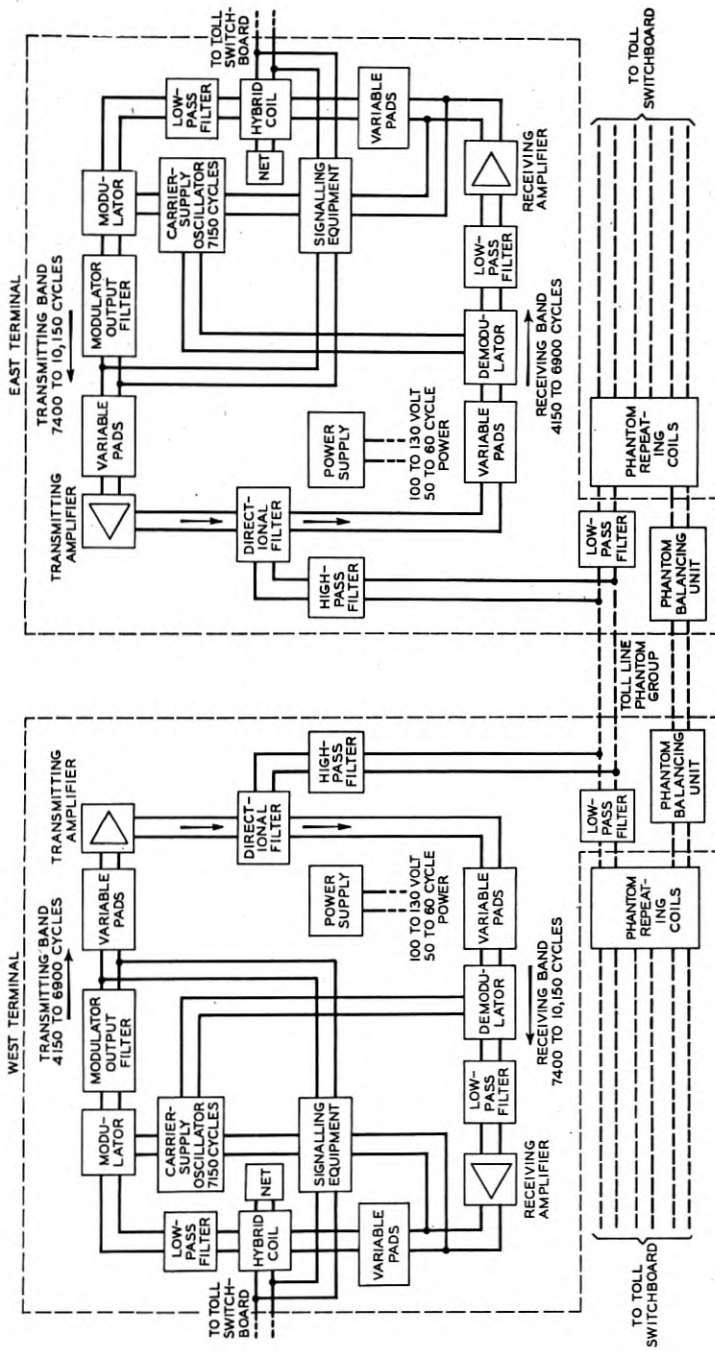 WEST TERMINAL
TRANSMITTING BAND
4150 TO 6900 CYCLES
MODU-
LATOR
MODULATOR
OUTPUT
FILTER
VARIABLE
PADS
TRANSMITTING
AMPLIFIER
LOW-
PASS
FILTER
CARRIER-
SUPPLY
OSCILLATOR
7150 CYCLES
TO TOLL
SWITCH-
BOARD
HYBRID
COIL
NET
SIGNALLING
EQUIPMENT
DIRECT-
IONAL
FILTER
HIGH-
PASS
FILTER
POWER
SUPPLY
100 TO 130 VOLT
50 TO 60 CYCLE
POWER
VARIABLE
PADS
RECEIVING
AMPLIFIER
LOW-
PASS
FILTER
DEMODU-
LATOR
VARIABLE
PADS
RECEIVING BAND
7400 TO 10,150 CYCLES
TO TOLL
SWITCHBOARD
PHANTOM
REPEAT-
ING
COILS
LOW-
PASS
FILTER
PHANTOM
BALANCING
UNIT
TOLL LINE
PHANTOM
GROUP
EAST TERMINAL
TRANSMITTING BAND
7400 TO 10,150 CYCLES
TRANSMITTING
AMPLIFIER
VARIABLE
PADS
MODULATOR
OUTPUT
FILTER
MODU-
LATOR
CARRIER-
SUPPLY
OSCILLATOR
7150 CYCLES
LOW-
PASS
FILTER
TO TOLL
SWITCH-
BOARD
NET
HYBRID
COIL
SIGNALLING
EQUIPMENT
DIRECT-
IONAL
FILTER
HIGH-
PASS
FILTER
POWER
SUPPLY
100 TO 130 VOLT
50 TO 60 CYCLE
POWER
VARIABLE
PADS
VARIABLE
PADS
DEMODU-
LATOR
LOW-
PASS
FILTER
RECEIVING
AMPLIFIER
RECEIVING BAND
4150 TO 6900 CYCLES
LOW-
PASS
FILTER
PHANTOM
BALANCING
UNIT
PHANTOM
REPEAT-
ING
COILS
TO TOLL
SWITCHBOARD